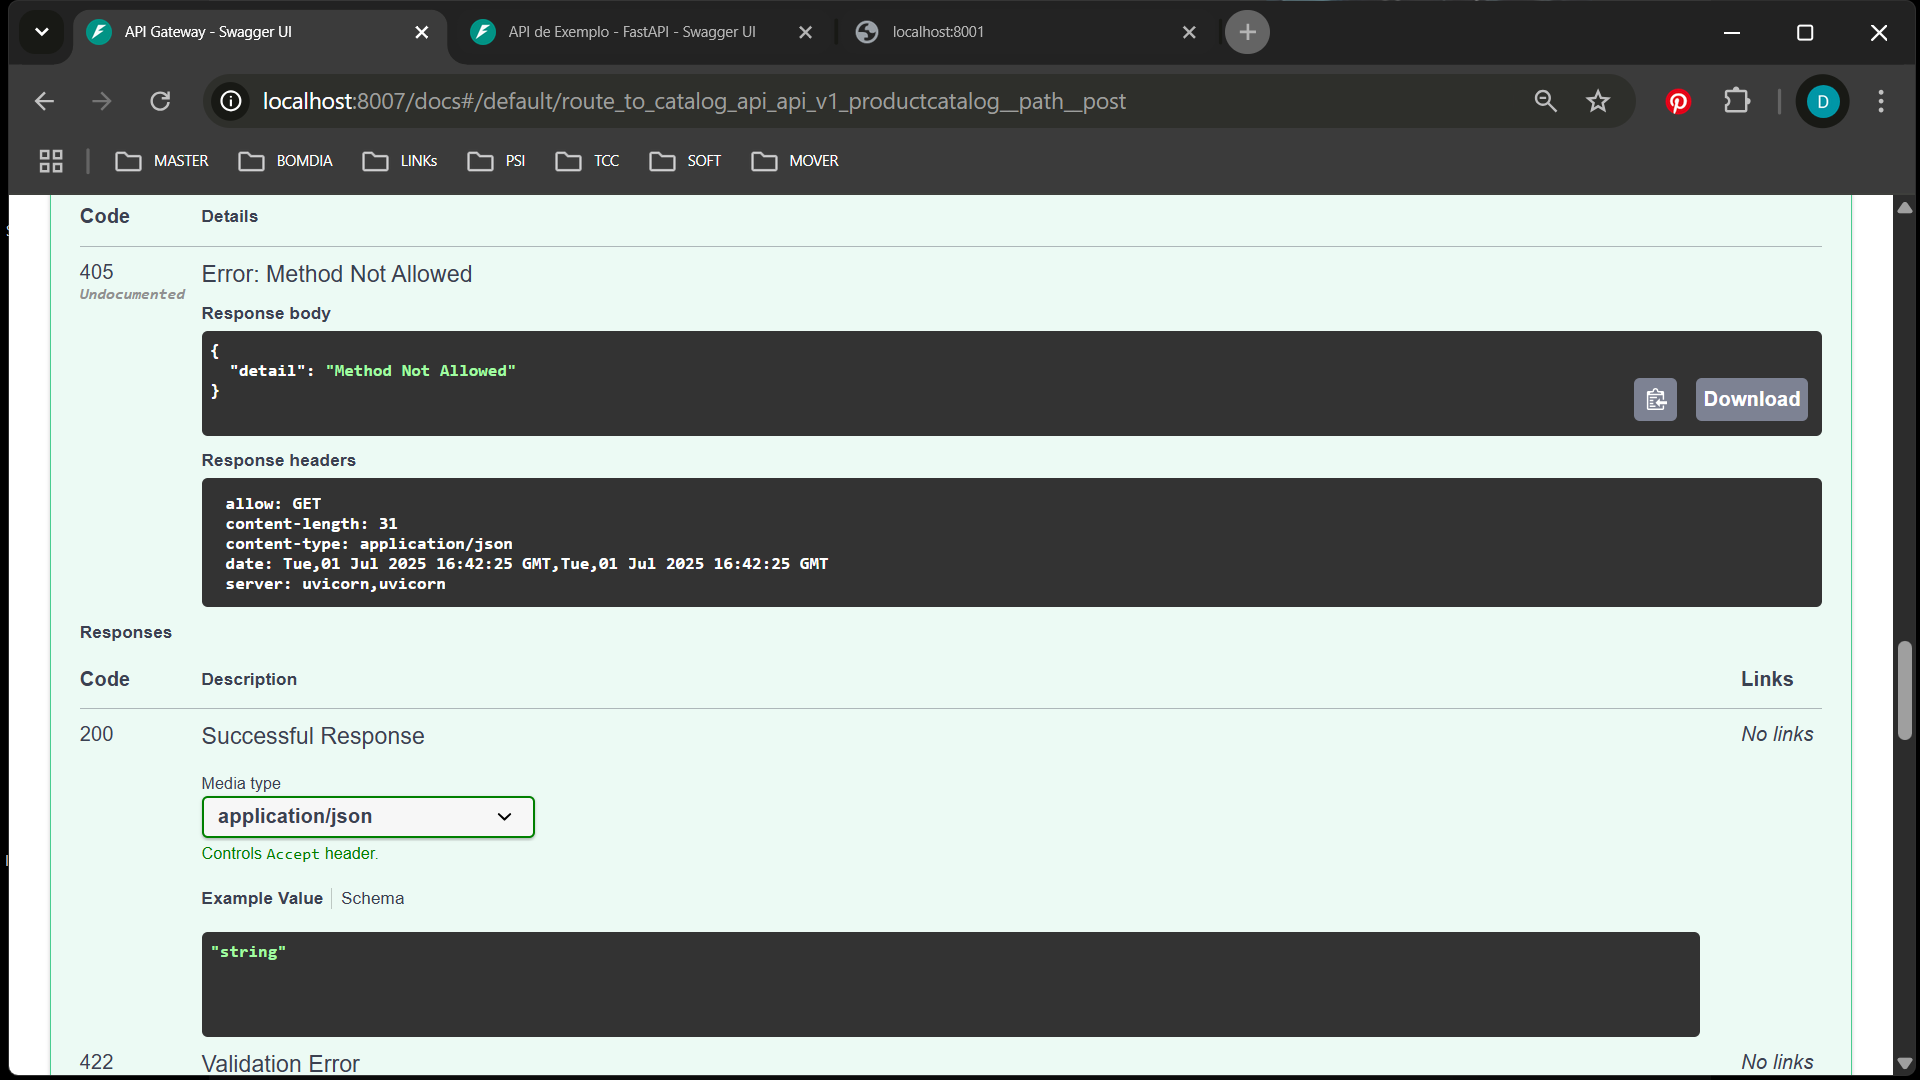 API Gateway - Swagger UI
API de Exemplo - FastAPI - Swagger UI
localhost:8001
localhost:8007/docs#/default/route_to_catalog_api_api_v1_productcatalog__path__post
D
MASTER
BOMDIA
LINKs
PSI
TCC
SOFT
MOVER
Code Details
405 Error: Method Not Allowed
Undocumented
Response body
{
"detail": "Method Not Allowed"
}
Download
Response headers
allow: GET
content-length: 31
content-type: application/json
date: Tue,01 Jul 2025 16:42:25 GMT,Tue,01 Jul 2025 16:42:25 GMT
server: uvicorn,uvicorn
Responses
Code Description Links
200 Successful Response No links
Media type
application/json
Controls Accept header.
Example Value Schema
"string"
422 Validation Error No links